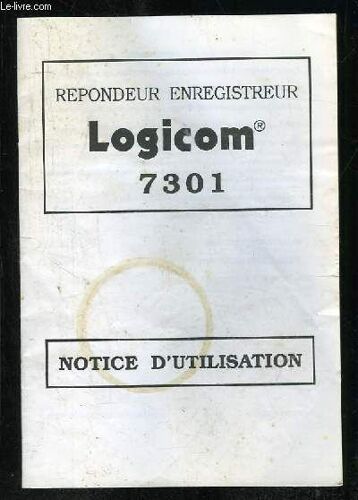 Le-livre.com
REPONDEUR ENREGISTREUR
Logicom®
7301
NOTICE D'UTILISATION